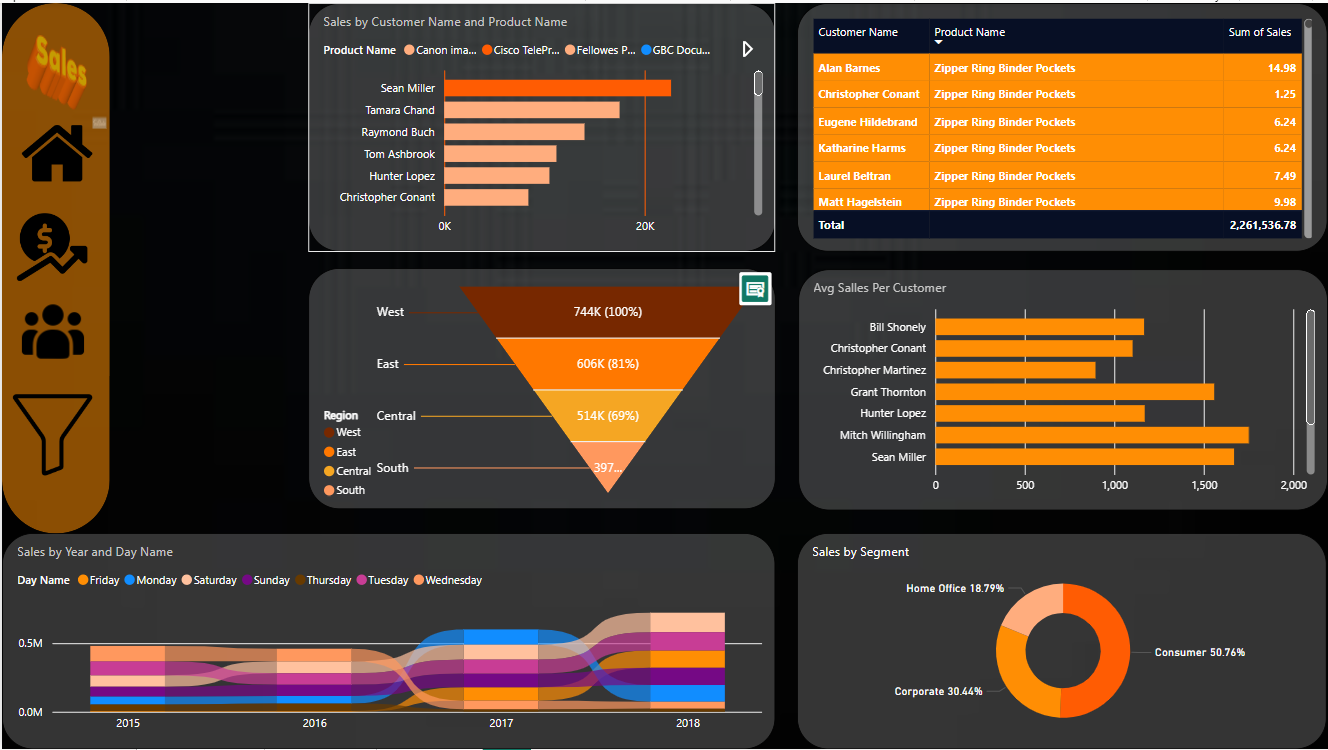 Sales
Sales by Customer Name and Product Name
Product Name Canon ima... Cisco TelePr... Fellowes P... GBC Docu...
Sean Miller
Tamara Chand
Raymond Buch
Tom Ashbrook
Hunter Lopez
Christopher Conant
0K 20K
Customer Name Product Name Sum of Sales
Alan Barnes Zipper Ring Binder Pockets 14.98
Christopher Conant Zipper Ring Binder Pockets 1.25
Eugene Hildebrand Zipper Ring Binder Pockets 6.24
Katharine Harms Zipper Ring Binder Pockets 6.24
Laurel Beltran Zipper Ring Binder Pockets 7.49
Matt Hagelstein Zipper Ring Binder Pockets 9.98
Total 2,261,536.78
West 744K (100%)
East 606K (81%)
Central 514K (69%)
South 397...
Region
West
East
Central
South
Avg Salles Per Customer
Bill Shonely
Christopher Conant
Christopher Martinez
Grant Thornton
Hunter Lopez
Mitch Willingham
Sean Miller
0 500 1,000 1,500 2,000
Sales by Year and Day Name
Day Name Friday Monday Saturday Sunday Thursday Tuesday Wednesday
0.5M
0.0M
2015 2016 2017 2018
Sales by Segment
Home Office 18.79%
Consumer 50.76%
Corporate 30.44%